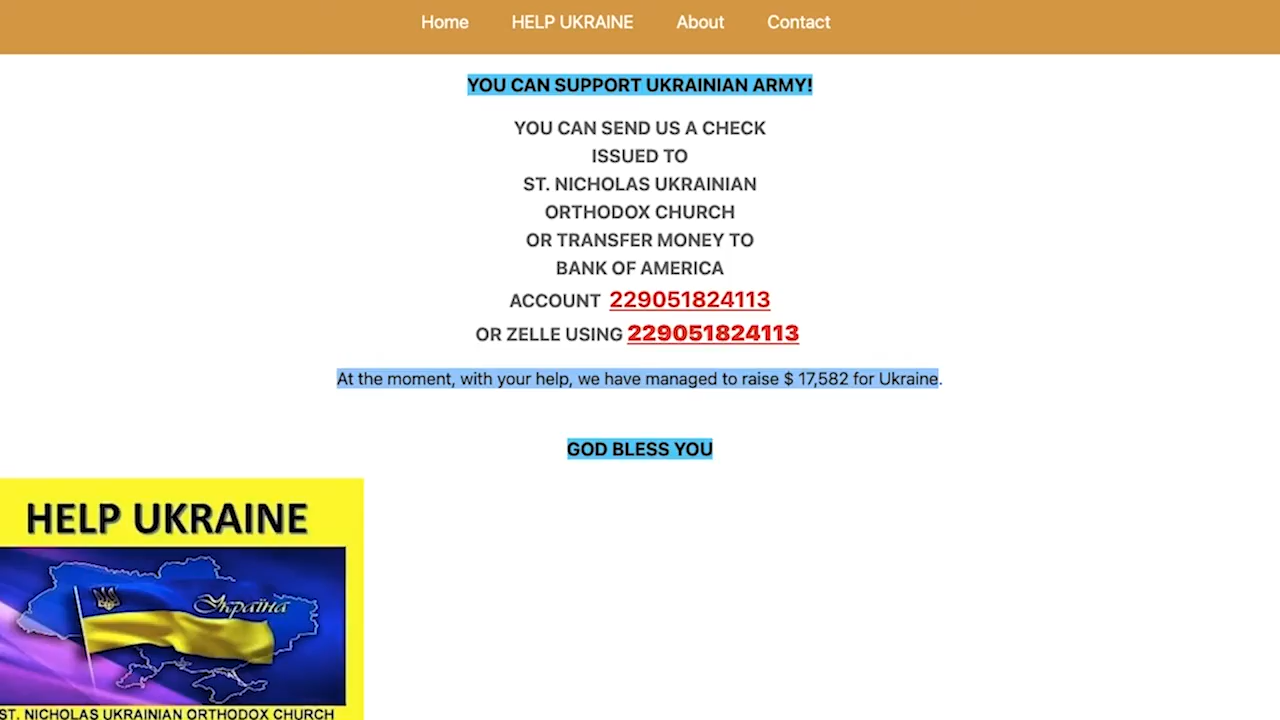 Home HELP UKRAINE About Contact
YOU CAN SUPPORT UKRAINIAN ARMY!
YOU CAN SEND US A CHECK
ISSUED TO
ST. NICHOLAS UKRAINIAN
ORTHODOX CHURCH
OR TRANSFER MONEY TO
BANK OF AMERICA
ACCOUNT 229051824113
OR ZELLE USING 229051824113
At the moment, with your help, we have managed to raise $ 17,582 for Ukraine.
GOD BLESS YOU
HELP UKRAINE
Україна
ST. NICHOLAS UKRAINIAN ORTHODOX CHURCH